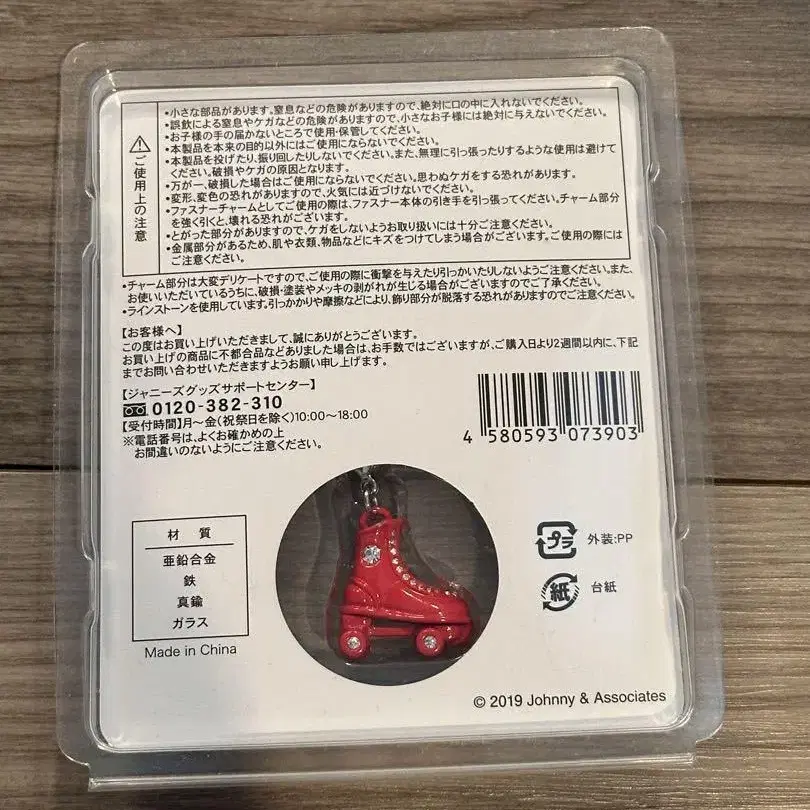 ⚠ご使用上の注意
•小さな部品があります。窒息などの危険がありますので、絶対に口の中に入れないでください。
•誤飲による窒息やケガなどの危険がありますので、小さなお子様には絶対に与えないでください。
•お子様の手の届かないところで使用・保管してください。
•本製品を本来の目的以外にはご使用にならないでください。
•本製品を投げたり、振り回したりしないでください。また、無理に引っ張ったりするような使用は避けて
ください。破損やケガの原因となります。
•万が一、破損した場合はご使用にならないでください。思わぬケガをする恐れがあります。
•変形、変色の恐れがありますので、火気には近づけないでください。
•ファスナーチャームとしてご使用の際は、ファスナー本体の引き手を引っ張ってください。チャーム部分
を強く引くと、壊れる恐れがございます。
•とがった部分がありますので、ケガをしないようお取り扱いには十分ご注意ください。
•金属部分があるため、肌や衣類、物品などにキズをつけてしまう場合がございます。ご使用の際には
ご注意ください。
•チャーム部分は大変デリケートですので、ご使用の際に衝撃を与えたり引っかいたりしないようご注意ください。また、
お使いいただいているうちに、破損・塗装やメッキの剥がれが生じる場合がございますのでご了承ください。
•ラインストーンを使用しています。引っかかりや摩擦などにより、飾り部分が脱落する恐れがありますのでご注意ください。
【お客様へ】
この度はお買い上げいただきまして、誠にありがとうございます。
お買い上げの商品に不都合品などありました場合は、お手数ではございますが、ご購入日より2週間以内に、下記
までお問い合わせいただきますようお願い申し上げます。
【ジャニーズグッズサポートセンター】
0120-382-310
【受付時間】月〜金(祝祭日を除く)10:00〜18:00
※電話番号は、よくお確かめの上
お間違いのないようにご注意ください。
4 580593 073903
材 質
亜鉛合金
鉄
真鍮
ガラス
Made in China
プラ 外装:PP
紙 台紙
© 2019 Johnny & Associates